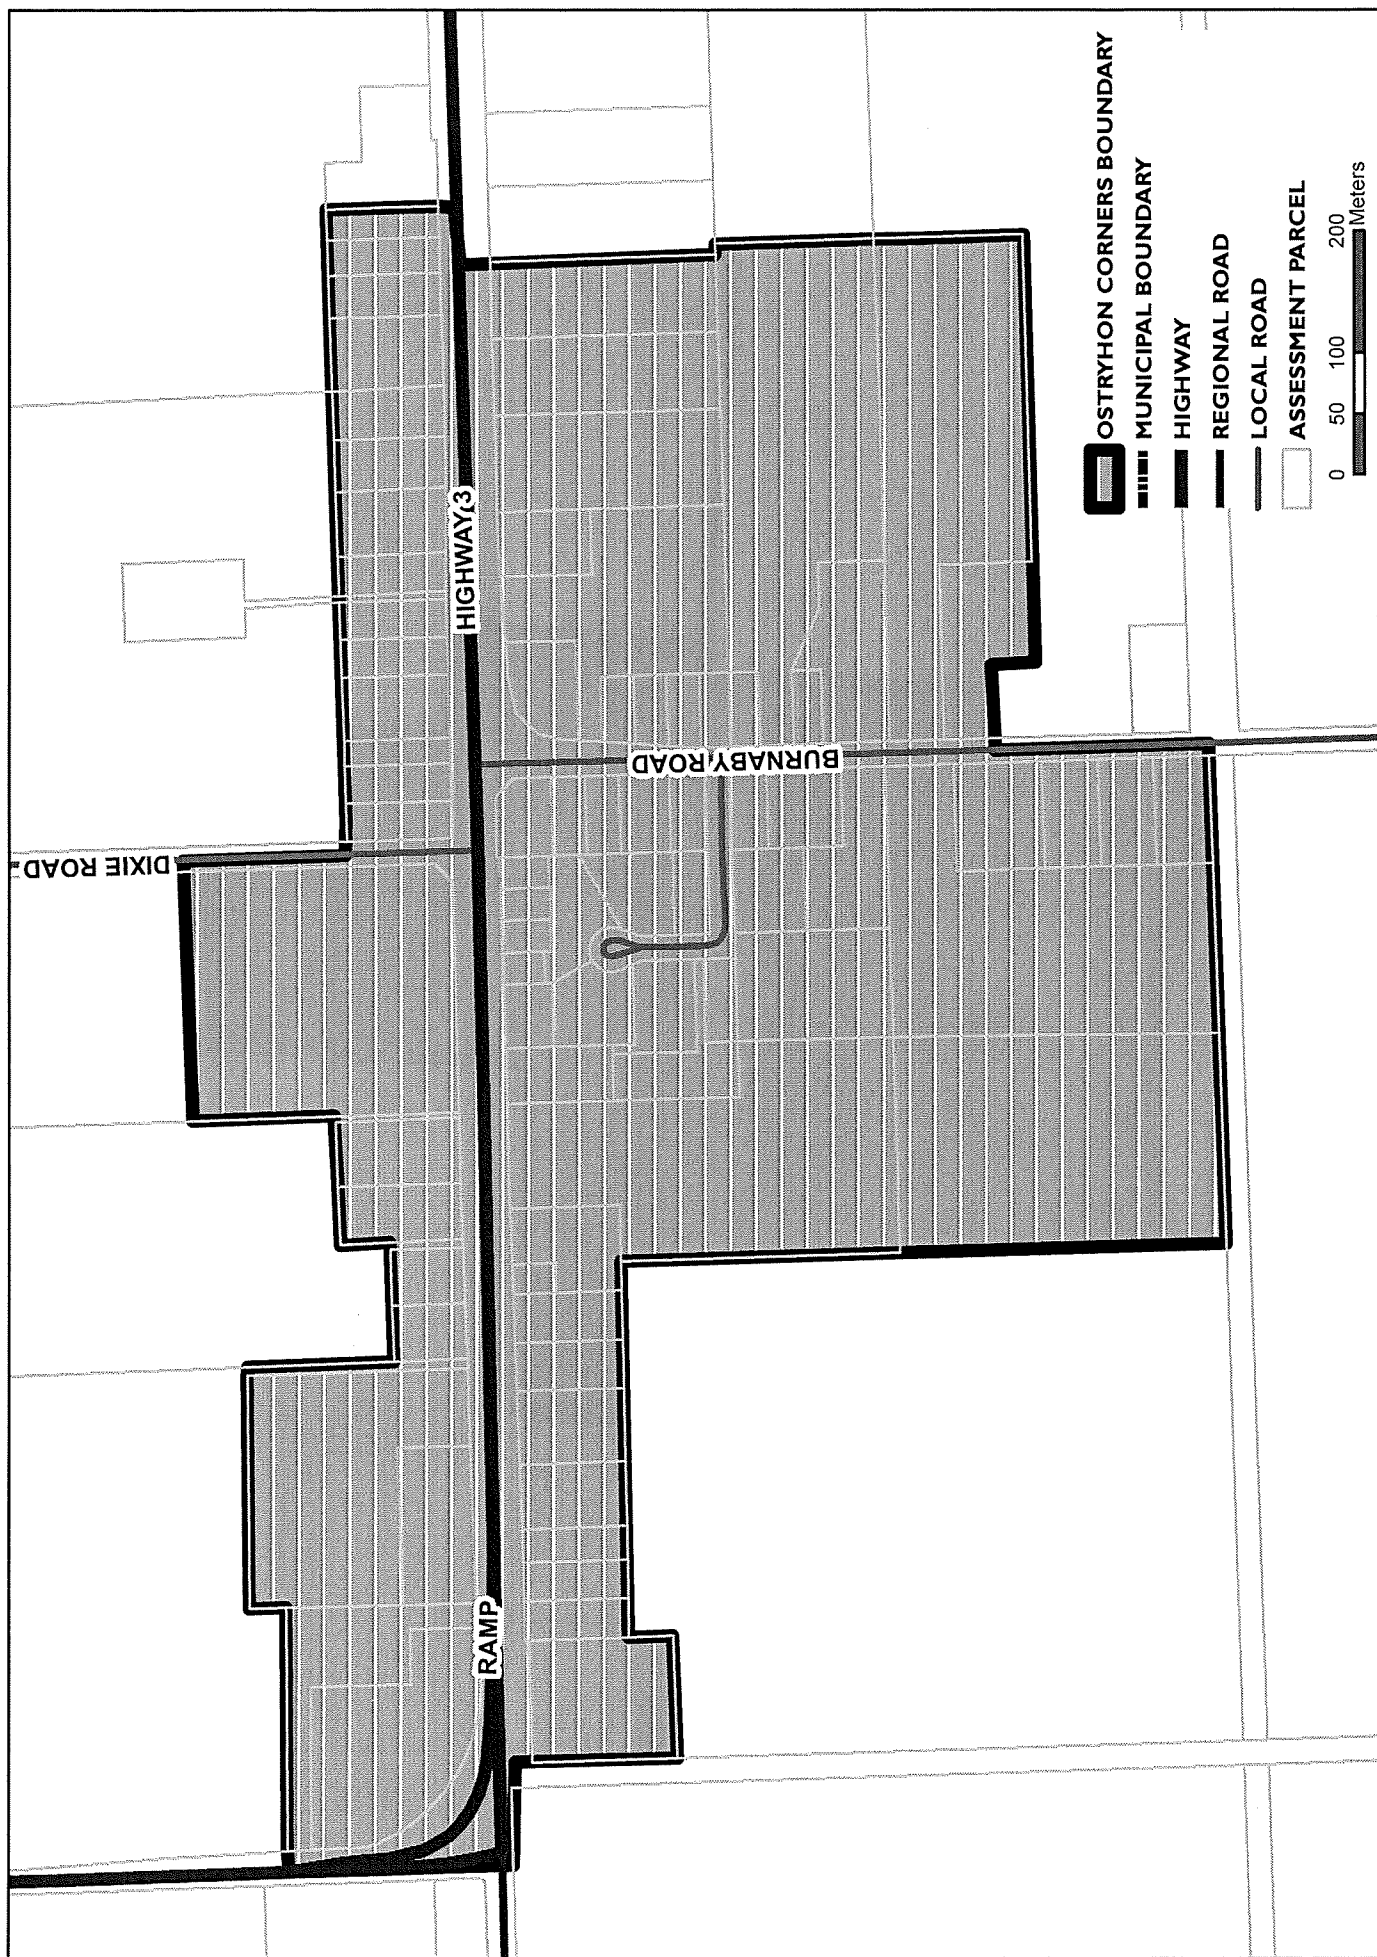 DIXIE ROAD
HIGHWAY 3
BURNABY ROAD
RAMP
OSTRYHON CORNERS BOUNDARY
MUNICIPAL BOUNDARY
HIGHWAY
REGIONAL ROAD
LOCAL ROAD
ASSESSMENT PARCEL
0 50 100 200
Meters